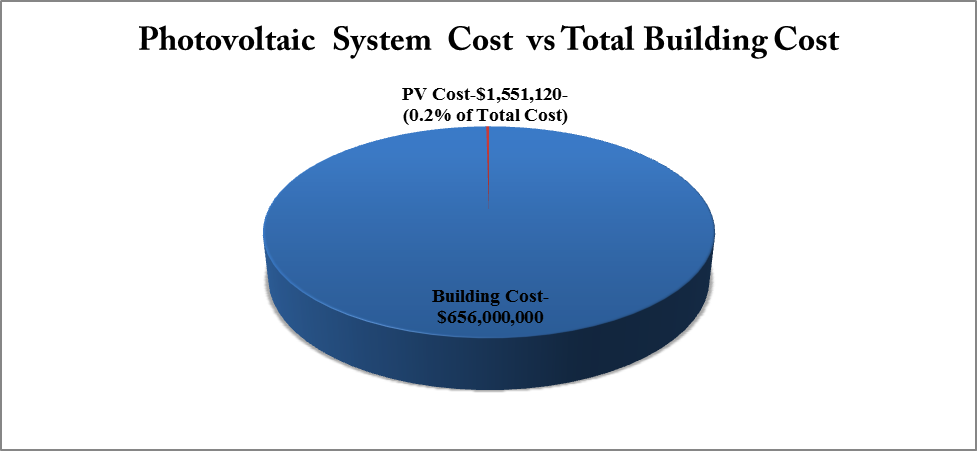 Photovoltaic System Cost vs Total Building Cost
PV Cost-$1,551,120-
(0.2% of Total Cost)
Building Cost-
$656,000,000